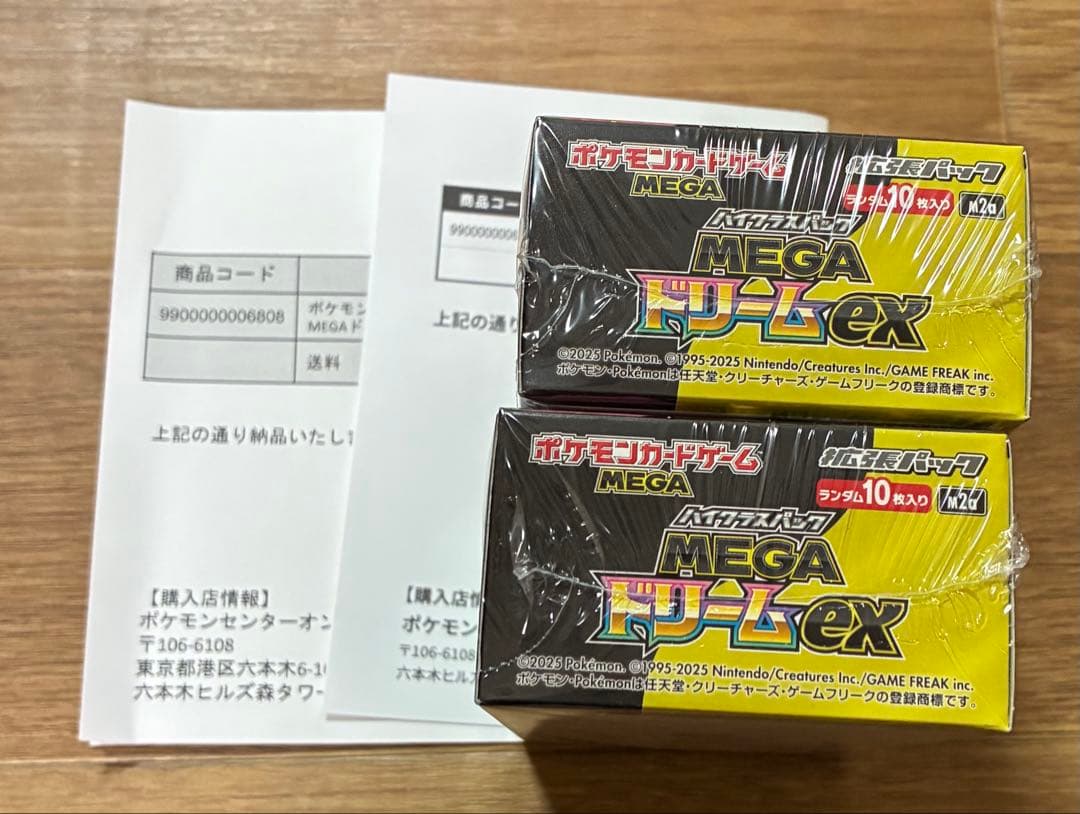 商品コード
9900000006808
ポケモン
MEGAド
送料
上記の通り納品いたし
【購入店情報】
ポケモンセンターオン
〒106-6108
東京都港区六本木6-10
六本木ヒルズ森タワー
商品コー
9900000006
上記の通り
【購入店情
ポケモン
〒106-6108
六本木ヒルズ
ポケモンカードゲーム
MEGA
拡張パック
ランダム10枚入り
M2a
ハイクラスパック
MEGA
ドリームex
©2025 Pokémon. ©1995-2025 Nintendo/Creatures Inc./GAME FREAK inc.
ポケモン・Pokémonは任天堂・クリーチャーズ・ゲームフリークの登録商標です。
ポケモンカードゲーム
MEGA
拡張パック
ランダム10枚入り
M2a
ハイクラスパック
MEGA
ドリームex
©2025 Pokémon. ©1995-2025 Nintendo/Creatures Inc./GAME FREAK inc.
ポケモン・Pokémonは任天堂・クリーチャーズ・ゲームフリークの登録商標です。